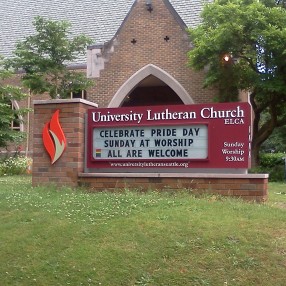 University Lutheran Church
ELCA
CELEBRATE PRIDE DAY
SUNDAY AT WORSHIP
ALL ARE WELCOME
Sunday
Worship
9:30AM
www.universitylutheranseattle.org